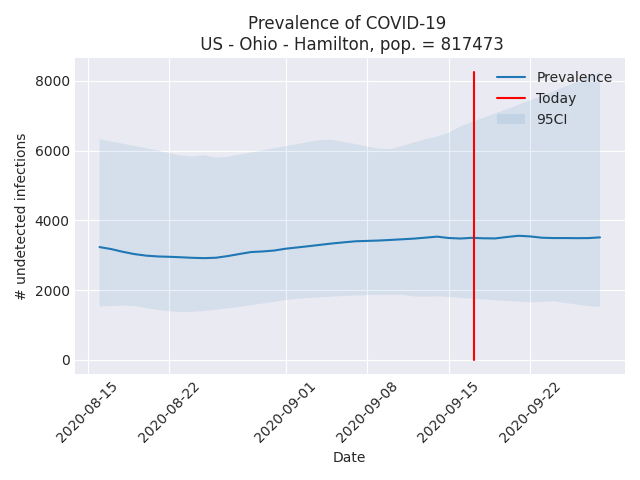 Prevalence of COVID-19
US - Ohio - Hamilton, pop. = 817473
Prevalence
Today
95CI
# undetected infections
8000
6000
4000
2000
0
2020-08-15
2020-08-22
2020-09-01
2020-09-08
2020-09-15
2020-09-22
Date